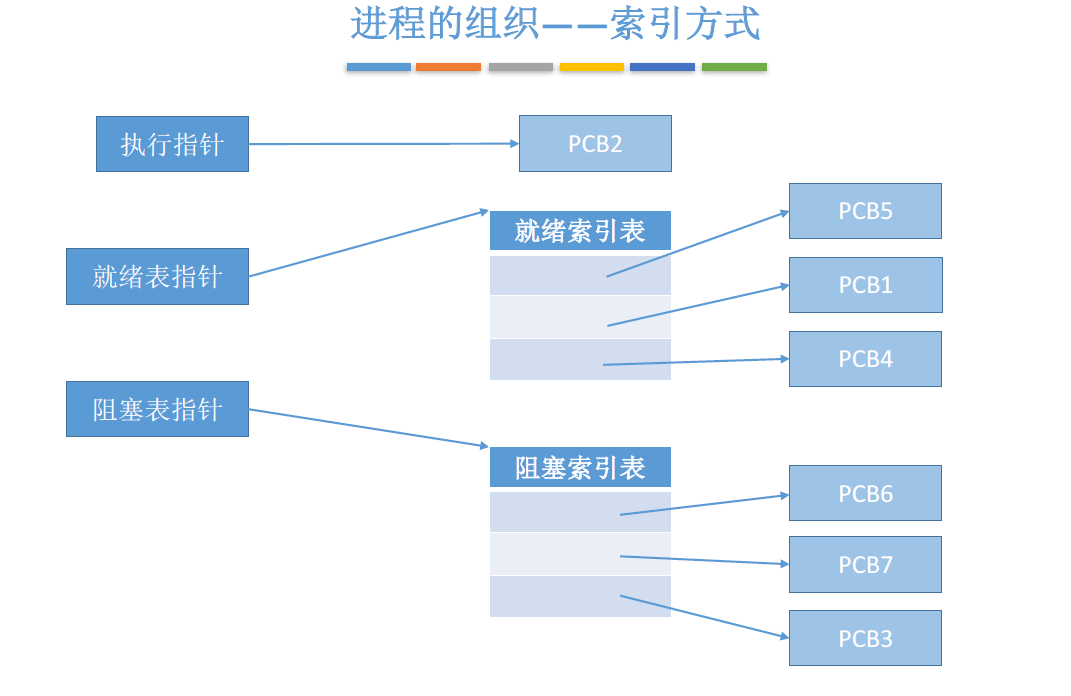 进程的组织——索引方式
执行指针
PCB2
PCB5
就绪索引表
就绪表指针
PCB1
PCB4
阻塞表指针
阻塞索引表
PCB6
PCB7
PCB3